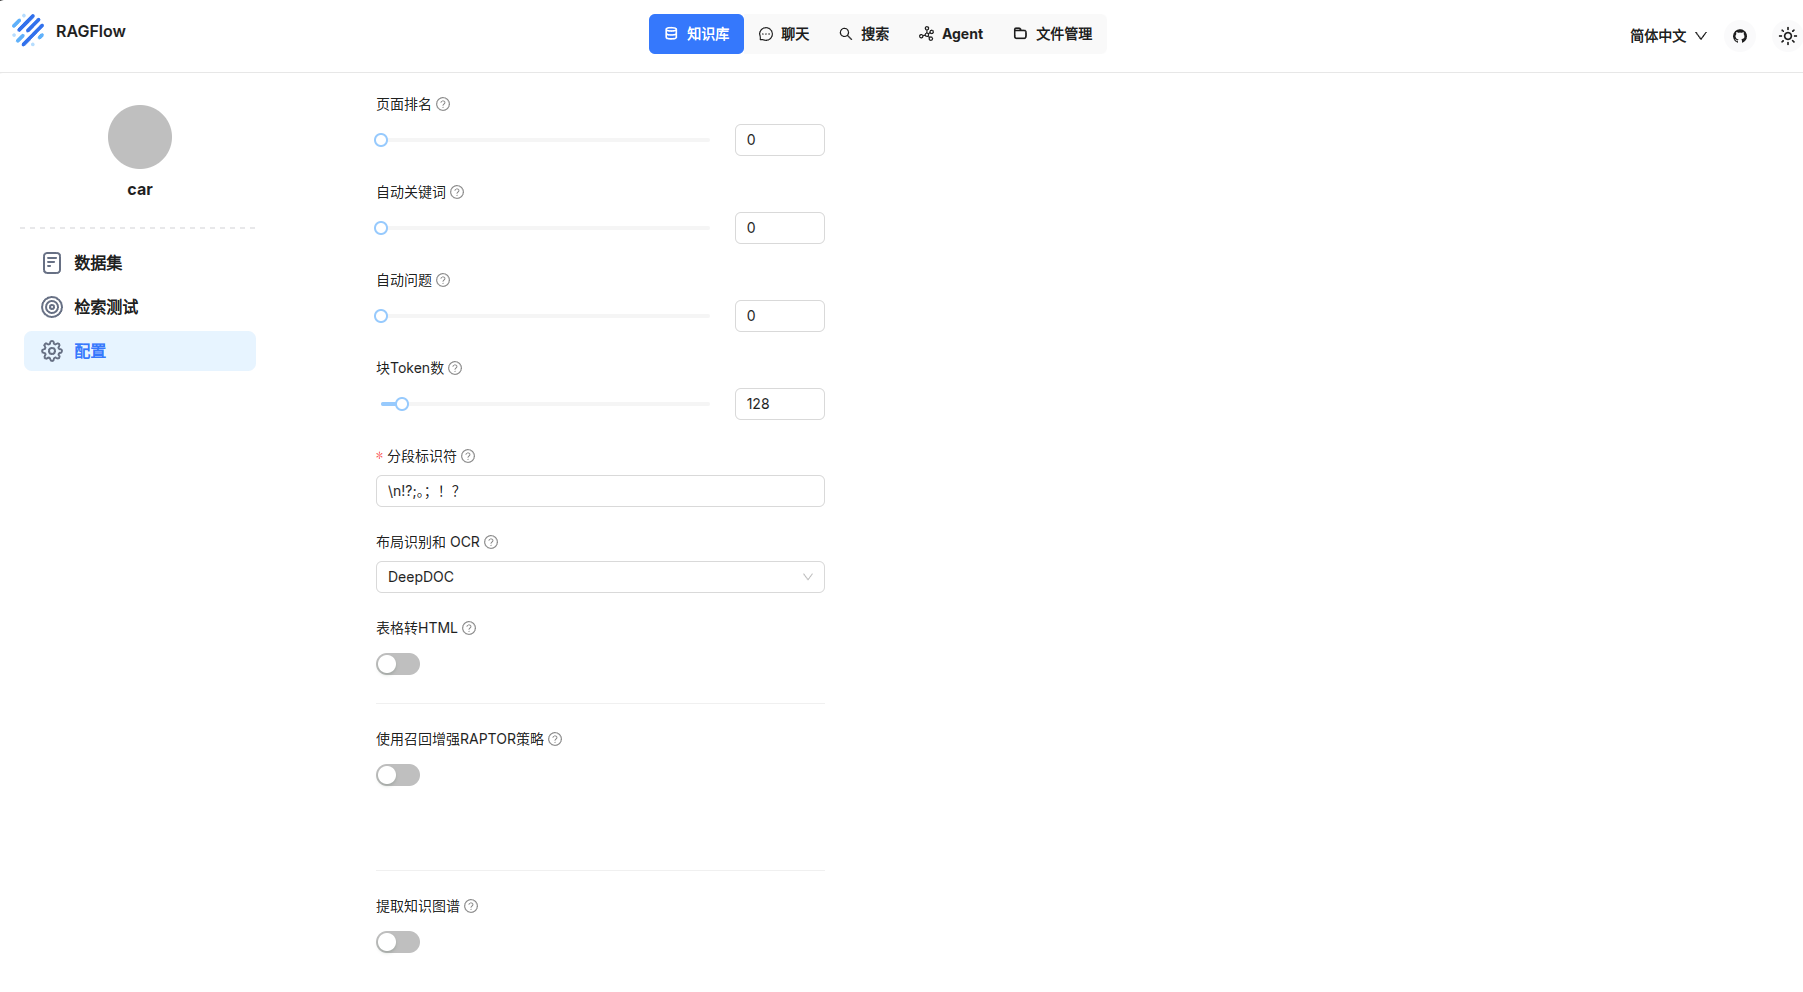 RAGFlow
知识库
聊天
搜索
Agent
文件管理
简体中文
car
数据集
检索测试
配置
页面排名
0
自动关键词
0
自动问题
0
块Token数
128
* 分段标识符
\n!?;。；！？
布局识别和 OCR
DeepDOC
表格转HTML
使用召回增强RAPTOR策略
提取知识图谱